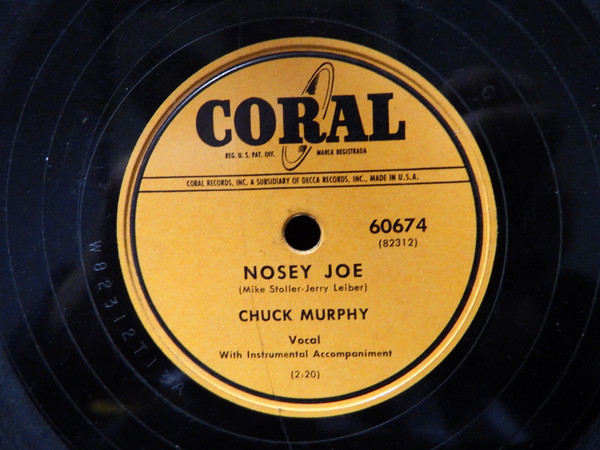 CORAL
REG. U. S. PAT. OFF. MARCA REGISTRADA
CORAL RECORDS, INC. A SUBSIDIARY OF DECCA RECORDS, INC., MADE IN U.S.A.
60674
(82312)
NOSEY JOE
(Mike Stoller-Jerry Leiber)
CHUCK MURPHY
Vocal
With Instrumental Accompaniment
(2:20)
W82312T1 A